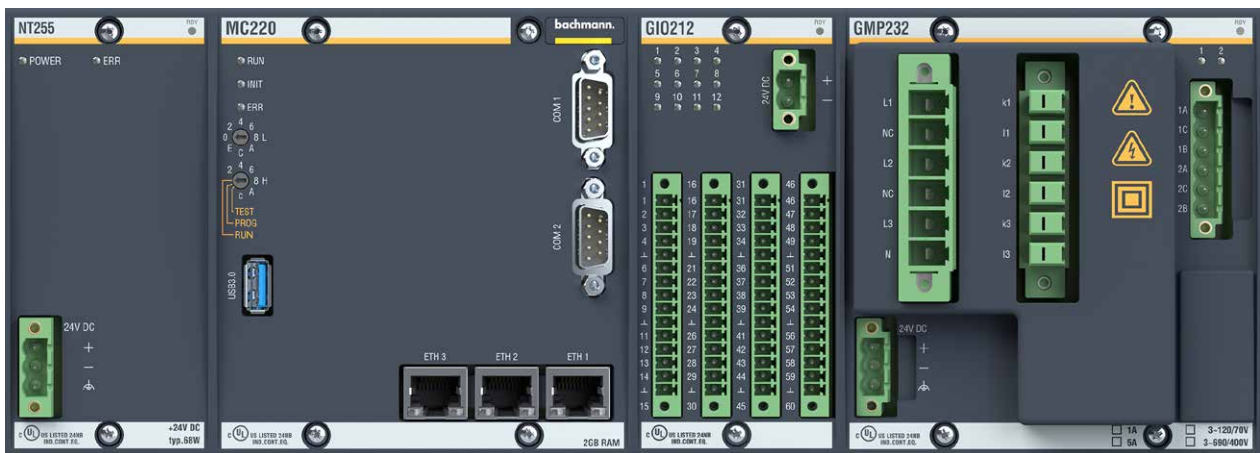 NT255
POWER
ERR
24V DC
+
−
c UL US LISTED 24NB
IND.CONT.EQ.
+24V DC
typ.68W
MC220
bachmann.
RUN
INIT
ERR
0 2 4 6 8 A C E L
2 4 6 8 A C H
TEST
PROG
RUN
USB3.0
COM 1
COM 2
ETH 3
ETH 2
ETH 1
c UL US LISTED 24NB
IND.CONT.EQ.
2GB RAM
GIO212
RDY
1 2 3 4
5 6 7 8
9 10 11 12
24V DC
+
−
1 16 31 46
1 16 31 46
2 17 32 47
3 18 33 48
4 19 34 49
⊥ ⊥ ⊥ ⊥
6 21 36 51
7 22 37 52
8 23 38 53
9 24 39 54
⊥ ⊥ ⊥ ⊥
11 26 41 56
12 27 42 57
13 28 43 58
14 29 44 59
⊥ ⊥ ⊥ ⊥
15 30 45 60
c UL US LISTED 24NB
IND.CONT.EQ.
GMP232
RDY
1 2
L1
NC
L2
NC
L3
N
k1
l1
k2
l2
k3
l3
1A
1C
1B
2A
2C
2B
24V DC
+
−
c UL US LISTED 24NB
IND.CONT.EQ.
1A
5A
3~120/70V
3~690/400V